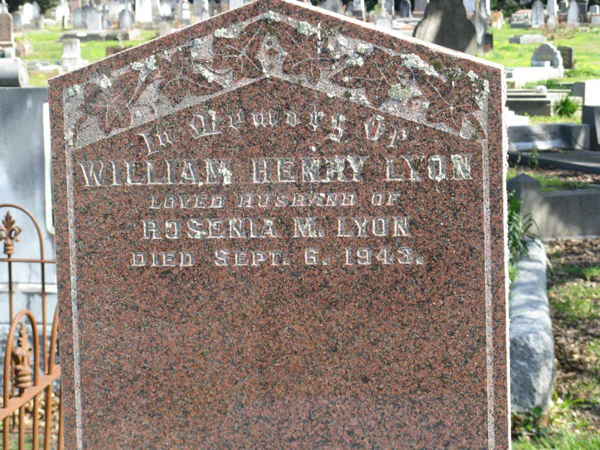 In Memory Of
WILLIAM HENRY LYON
LOVED HUSBAND OF
ROSENIA M. LYON
DIED SEPT. 6. 1943.